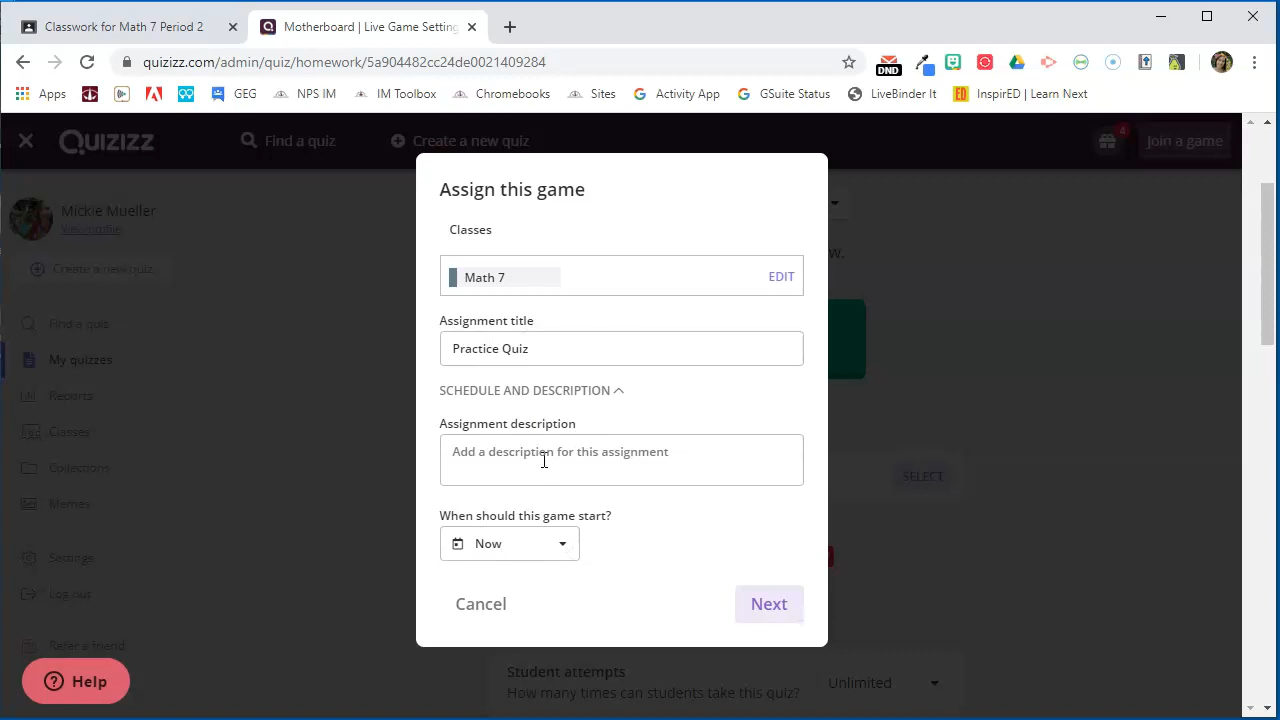 Classwork for Math 7 Period 2
Motherboard | Live Game Setting
quizizz.com/admin/quiz/homework/5a904482cc24de0021409284
DND
Apps
GEG
NPS IM
IM Toolbox
Chromebooks
Sites
Activity App
GSuite Status
LiveBinder It
InspirED | Learn Next
QUIZIZZ
Find a quiz
Create a new quiz
4
Join a game
Mickie Mueller
Create a new quiz
Find a quiz
My quizzes
Reports
Classes
Collections
Memes
Settings
Log out
Refer a friend
Help
Assign this game
Classes
Math 7
EDIT
Assignment title
Practice Quiz
SCHEDULE AND DESCRIPTION
Assignment description
Add a description for this assignment
When should this game start?
Now
Cancel
Next
w.
SELECT
Student attempts
How many times can students take this quiz?
Unlimited